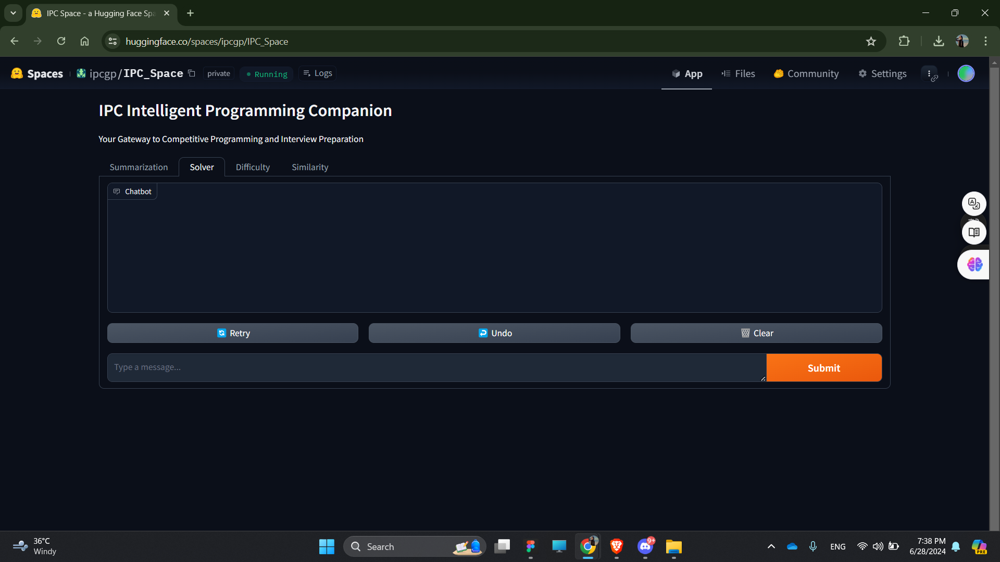 IPC Space - a Hugging Face Spa
huggingface.co/spaces/ipcgp/IPC_Space
Spaces ipcgp/IPC_Space private Running Logs App Files Community Settings
IPC Intelligent Programming Companion
Your Gateway to Competitive Programming and Interview Preparation
Summarization Solver Difficulty Similarity
Chatbot
Retry Undo Clear
Type a message... Submit
36°C
Windy
Search
9+
ENG
7:38 PM
6/28/2024
PRE